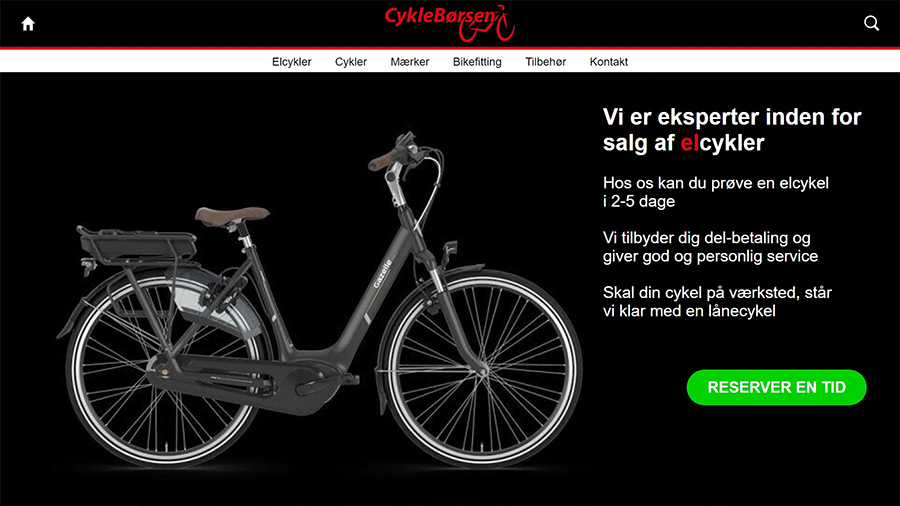 CykleBørsen
Elcykler Cykler Mærker Bikefitting Tilbehør Kontakt
Vi er eksperter inden for
salg af elcykler
Hos os kan du prøve en elcykel
i 2-5 dage
Vi tilbyder dig del-betaling og
giver god og personlig service
Skal din cykel på værksted, står
vi klar med en lånecykel
RESERVER EN TID
Gazelle